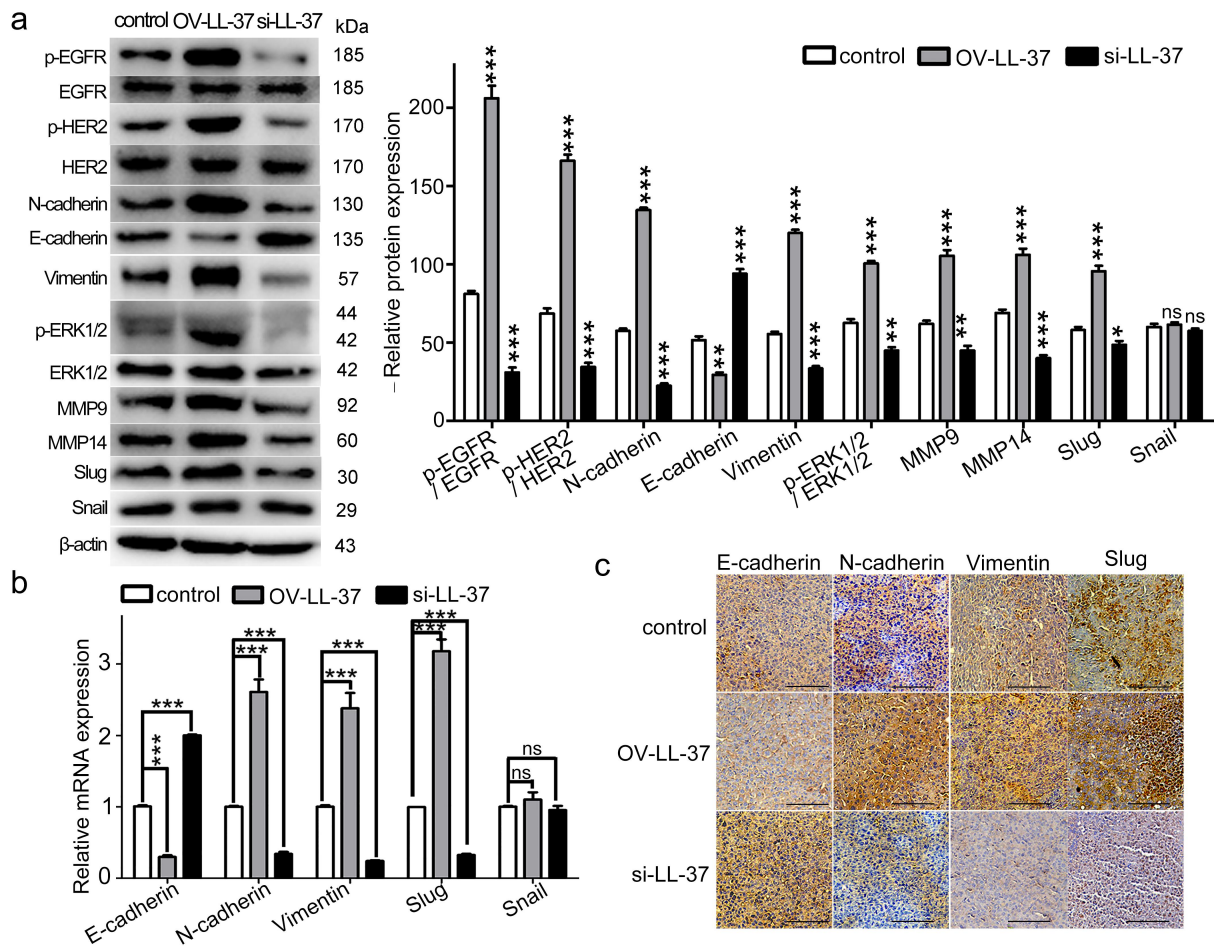 a
control OV-LL-37 si-LL-37 kDa
p-EGFR 185
EGFR 185
p-HER2 170
HER2 170
N-cadherin 130
E-cadherin 135
Vimentin 57
44
p-ERK1/2
42
ERK1/2 42
MMP9 92
MMP14 60
Slug 30
Snail 29
β-actin 43
control OV-LL-37 si-LL-37
Relative protein expression
200
150
100
50
0
*** *** *** *** *** *** *** *** *** ** *** *** ** ** *** * ns ns
p-EGFR / EGFR
p-HER2 / HER2
N-cadherin
E-cadherin
Vimentin
p-ERK1/2 / ERK1/2
MMP9
MMP14
Slug
Snail
b
control OV-LL-37 si-LL-37
Relative mRNA expression
3
2
1
0
*** ***
*** ***
*** ***
*** ***
ns ns
E-cadherin
N-cadherin
Vimentin
Slug
Snail
c
E-cadherin N-cadherin Vimentin Slug
control
OV-LL-37
si-LL-37